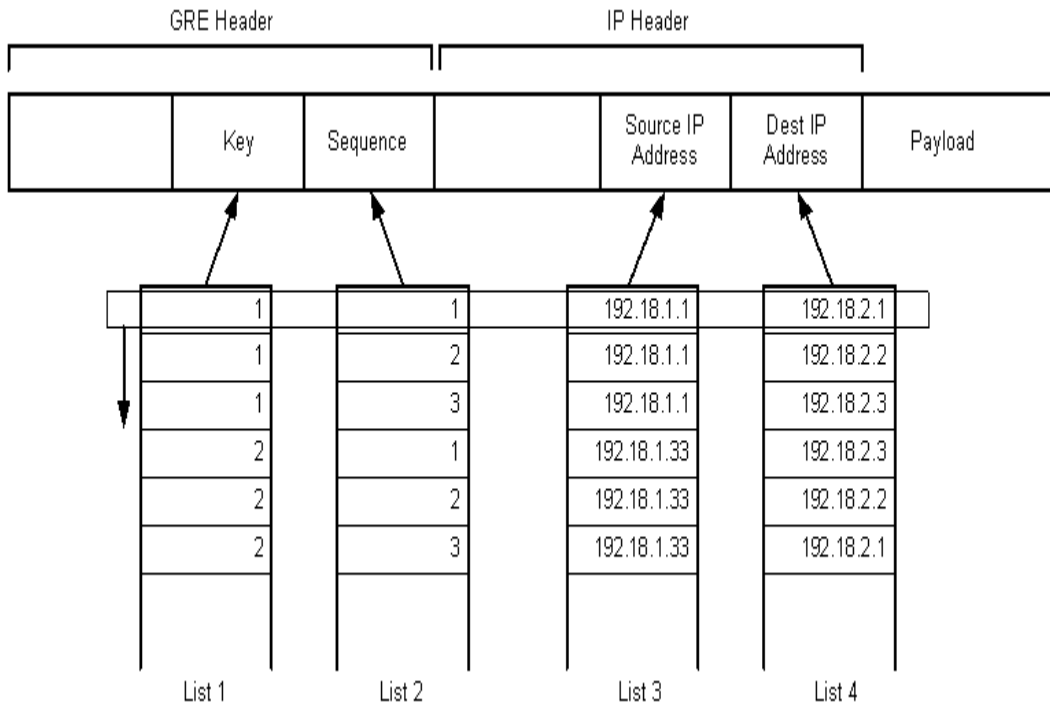 GRE Header IP Header
Key Sequence Source IP Address Dest IP Address Payload
1 1 192.18.1.1 192.18.2.1
1 2 192.18.1.1 192.18.2.2
1 3 192.18.1.1 192.18.2.3
2 1 192.18.1.33 192.18.2.3
2 2 192.18.1.33 192.18.2.2
2 3 192.18.1.33 192.18.2.1
List 1 List 2 List 3 List 4